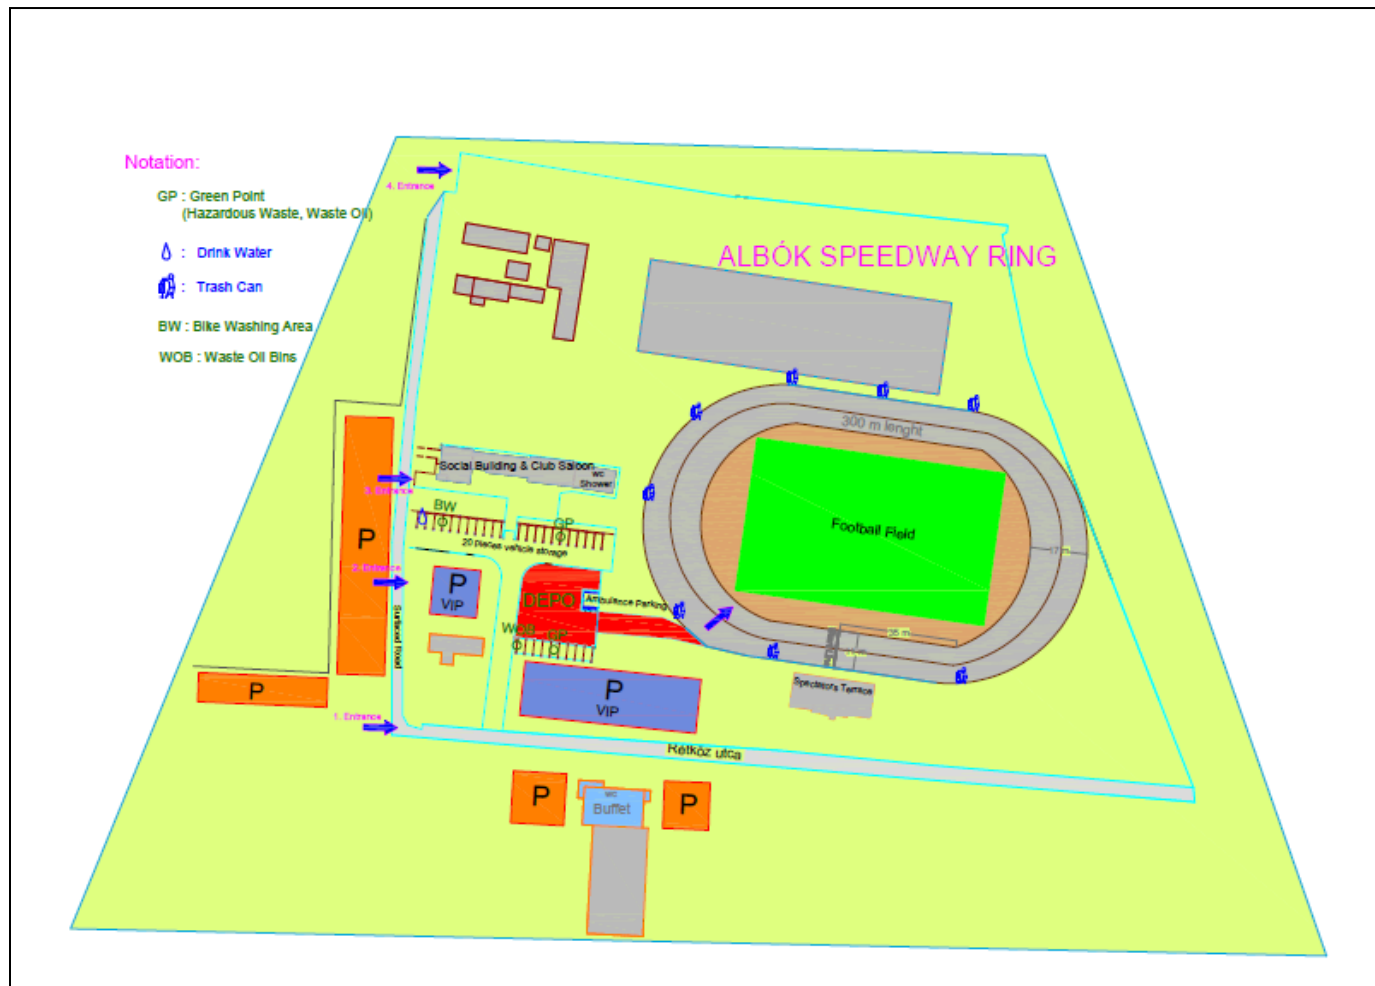 Notation:
GP : Green Point
(Hazardous Waste, Waste Oil)
: Drink Water
: Trash Can
BW : Bike Washing Area
WOB : Waste Oil Bins
4. Entrance
ALBÓK SPEEDWAY RING
300 m lenght
Social Building & Club Saloon
WC
Shower
3. Entrance
BW
GP
20 pieces vehicle storage
Football Field
17 m
P
2. Entrance
P
VIP
DEPO
Ambulance Parking
Surfaced Road
WOB
GP
35 m
P
P
VIP
Spectators Terrace
1. Entrance
Rétköz utca
P
WC
Buffet
P